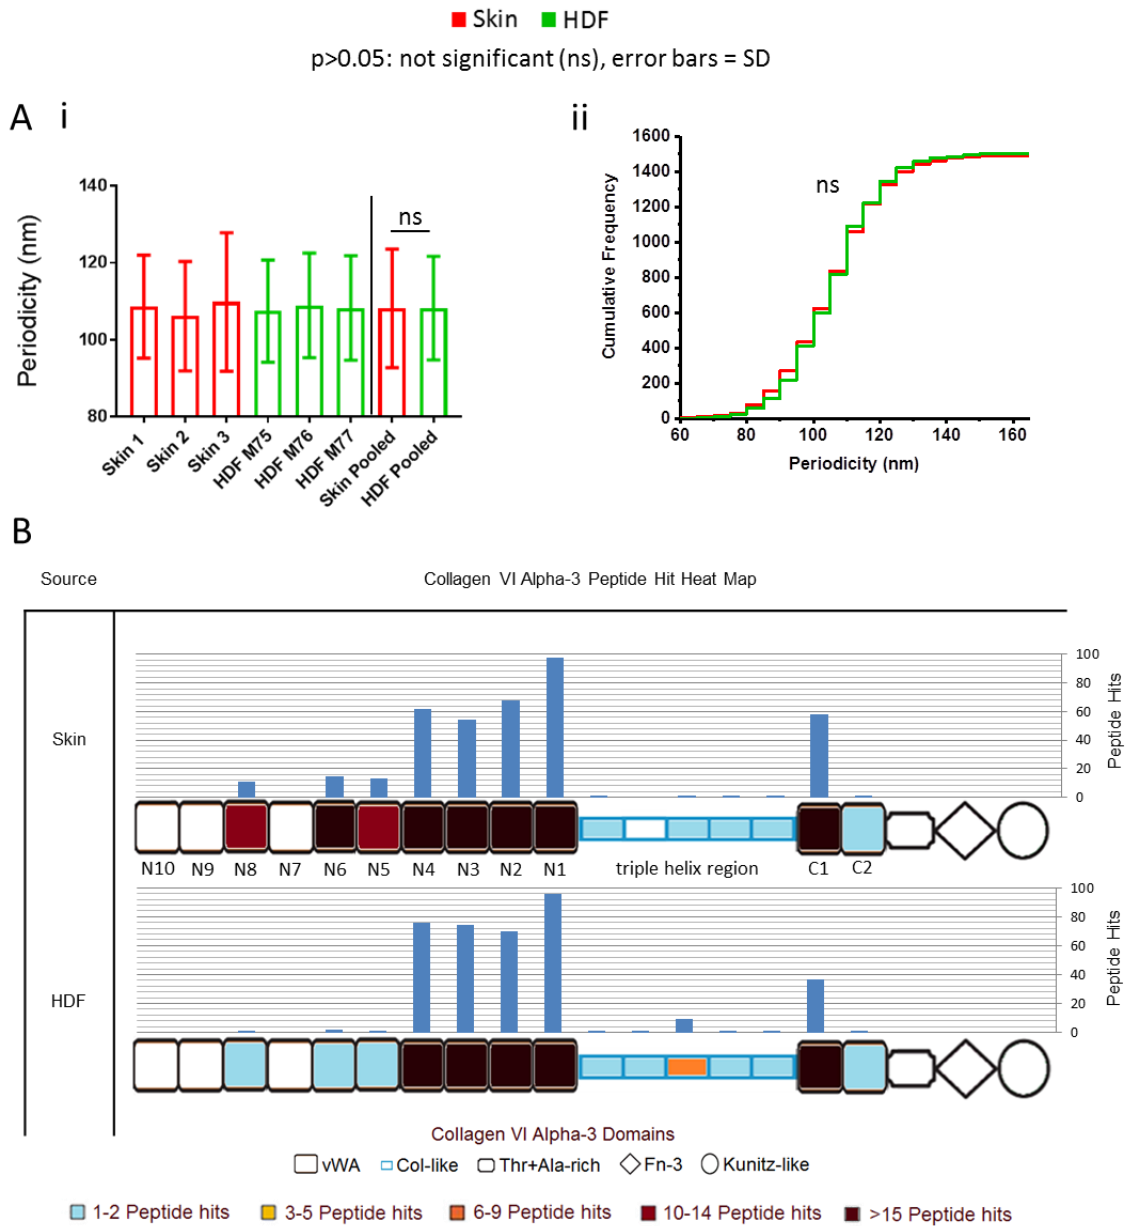 Skin HDF
p>0.05: not significant (ns), error bars = SD
A i
ii
Periodicity (nm)
140
120
100
80
ns
Skin 1
Skin 2
Skin 3
HDF M75
HDF M76
HDF M77
Skin Pooled
HDF Pooled
Cumulative Frequency
1600
1400
1200
1000
800
600
400
200
0
ns
60 80 100 120 140 160
Periodicity (nm)
B
Source
Collagen VI Alpha-3 Peptide Hit Heat Map
Skin
100
80
60
40
20
0
Peptide Hits
N10 N9 N8 N7 N6 N5 N4 N3 N2 N1 triple helix region C1 C2
HDF
100
80
60
40
20
0
Peptide Hits
Collagen VI Alpha-3 Domains
vWA Col-like Thr+Ala-rich Fn-3 Kunitz-like
1-2 Peptide hits 3-5 Peptide hits 6-9 Peptide hits 10-14 Peptide hits >15 Peptide hits